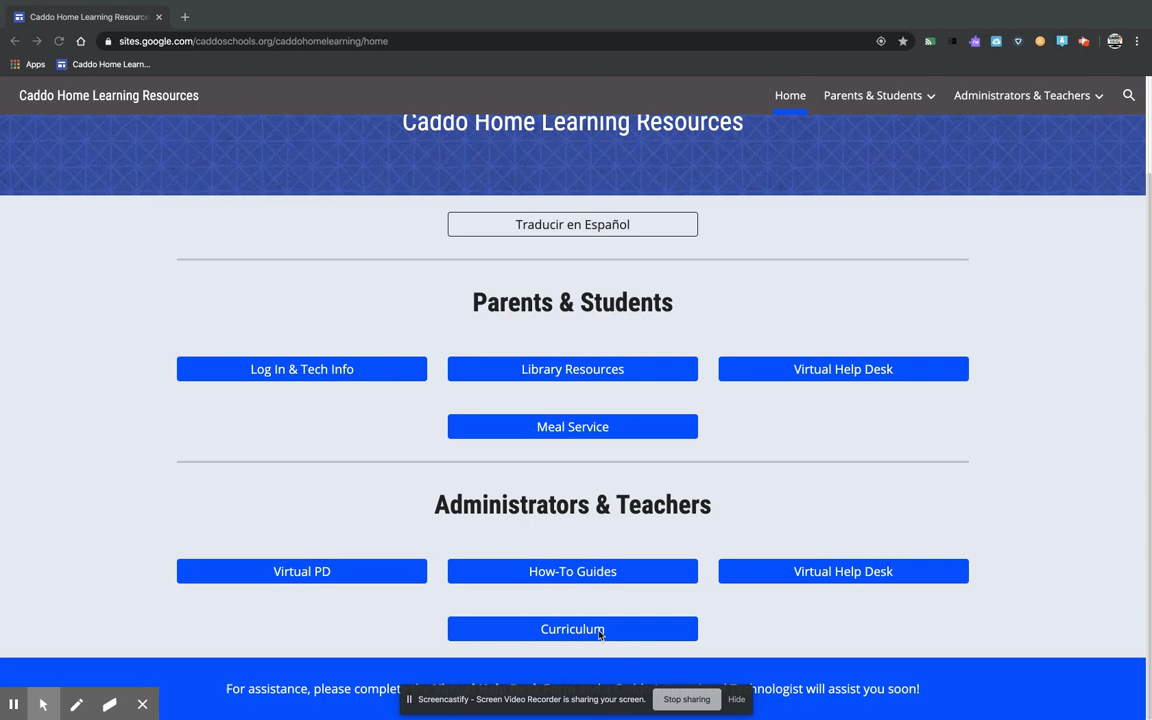 Caddo Home Learning Resource
sites.google.com/caddoschools.org/caddohomelearning/home
Apps Caddo Home Learn...
Caddo Home Learning Resources Home Parents & Students Administrators & Teachers
Caddo Home Learning Resources
Traducir en Español
Parents & Students
Log In & Tech Info Library Resources Virtual Help Desk
Meal Service
Administrators & Teachers
Virtual PD How-To Guides Virtual Help Desk
Curriculum
For assistance, please complet will assist you soon!
Screencastify - Screen Video Recorder is sharing your screen. Stop sharing Hide